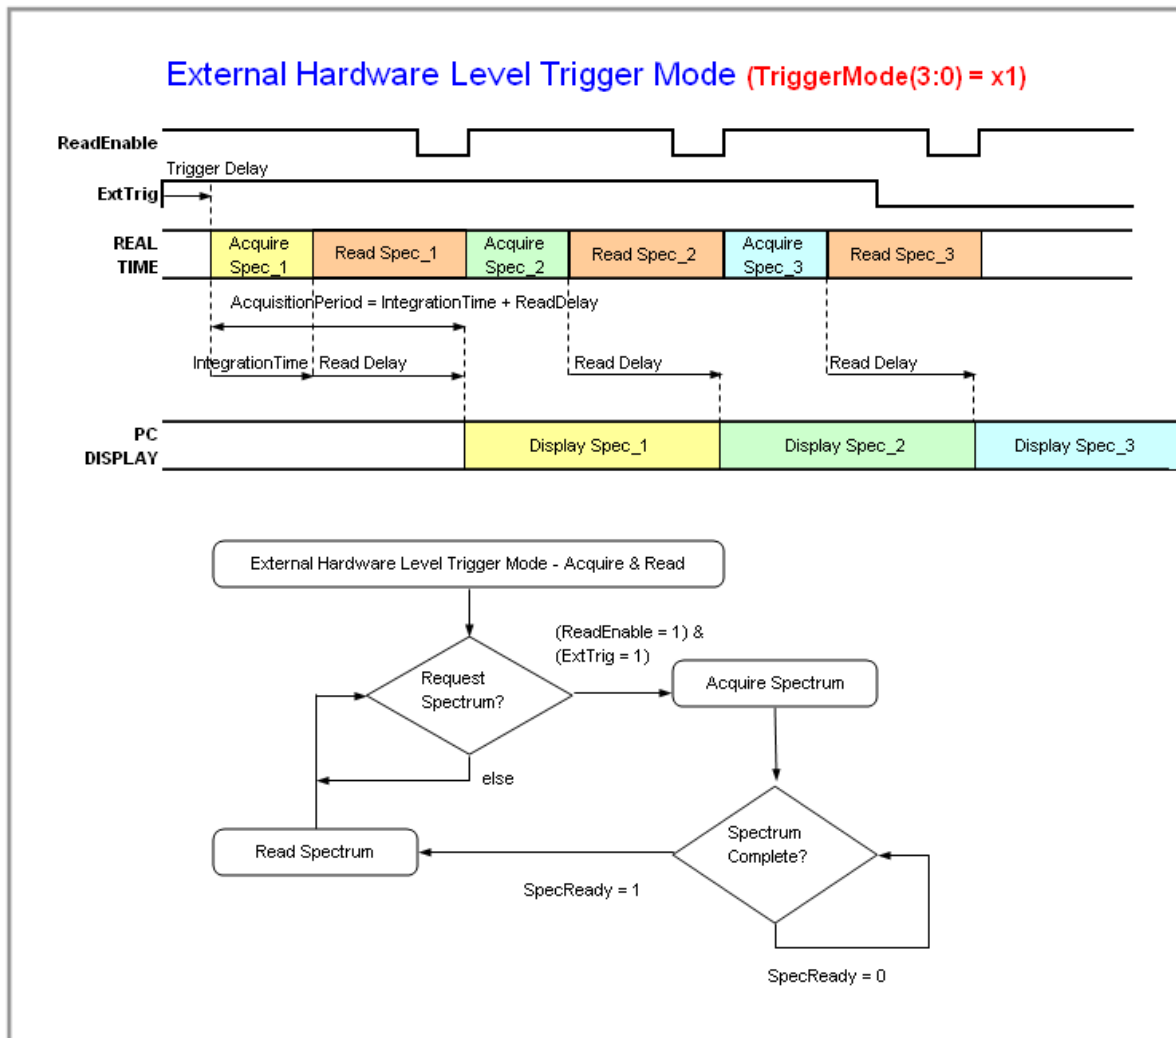 External Hardware Level Trigger Mode (TriggerMode(3:0) = x1)
ReadEnable
Trigger Delay
ExtTrig
REAL
TIME
Acquire
Spec_1
Read Spec_1
Acquire
Spec_2
Read Spec_2
Acquire
Spec_3
Read Spec_3
AcquisitionPeriod = IntegrationTime + ReadDelay
IntegrationTime
Read Delay
Read Delay
Read Delay
PC
DISPLAY
Display Spec_1
Display Spec_2
Display Spec_3
External Hardware Level Trigger Mode - Acquire & Read
(ReadEnable = 1) &
(ExtTrig = 1)
Request
Spectrum?
Acquire Spectrum
else
Spectrum
Complete?
Read Spectrum
SpecReady = 1
SpecReady = 0